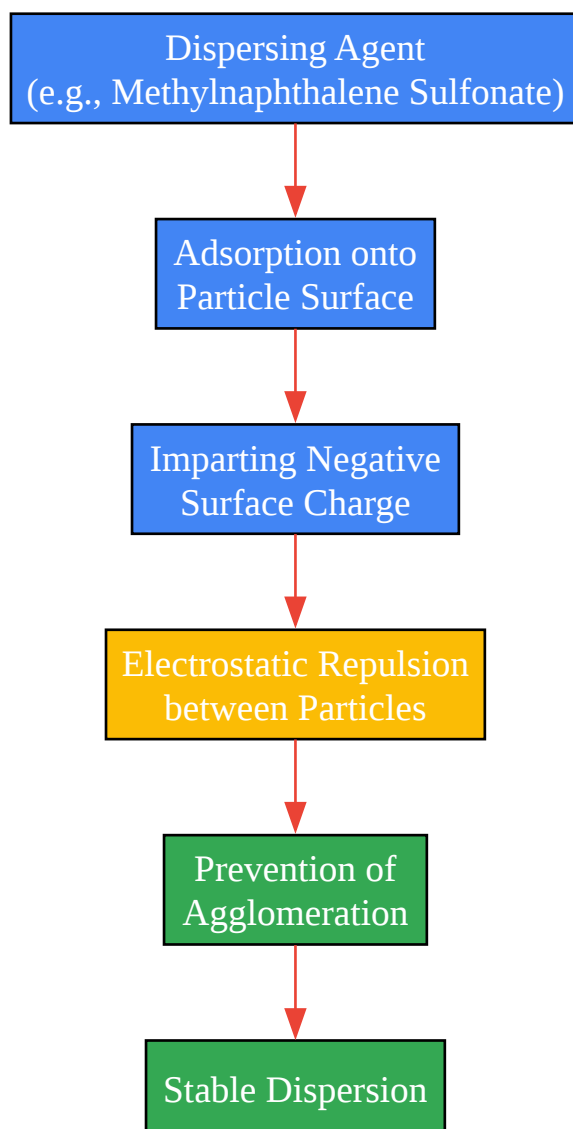 Dispersing Agent
(e.g., Methylnaphthalene Sulfonate)
Adsorption onto
Particle Surface
Imparting Negative
Surface Charge
Electrostatic Repulsion
between Particles
Prevention of
Agglomeration
Stable Dispersion